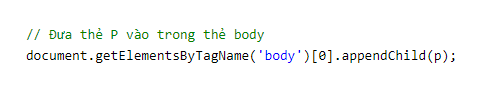 // Đưa thẻ P vào trong thẻ body
document.getElementsByTagName('body')[0].appendChild(p);